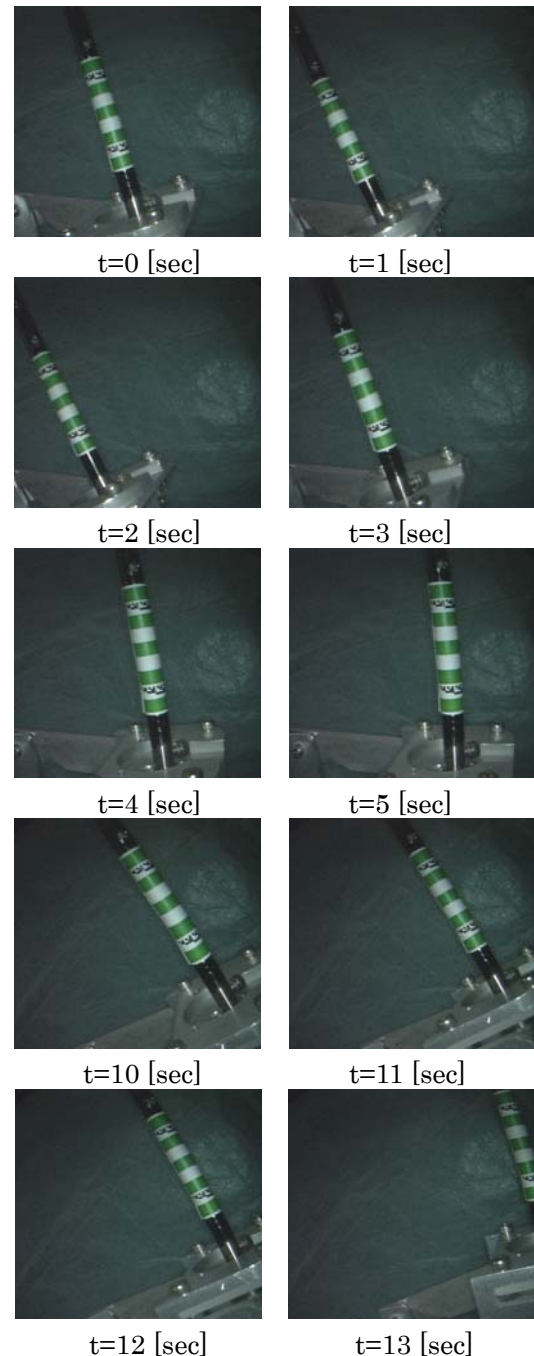 t=0 [sec] t=1 [sec]
t=2 [sec] t=3 [sec]
t=4 [sec] t=5 [sec]
t=10 [sec] t=11 [sec]
t=12 [sec] t=13 [sec]